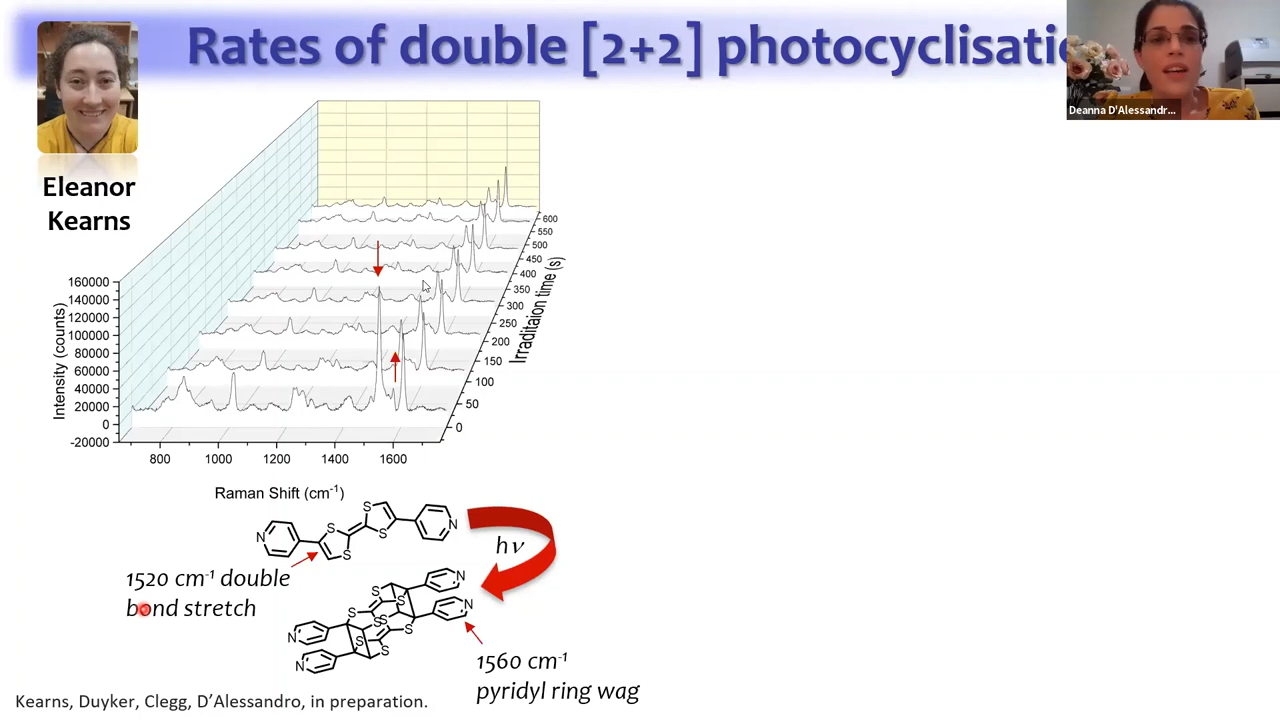 Rates of double [2+2] photocyclisatio
Deanna D'Alessandr...
Eleanor
Kearns
160000
140000
120000
100000
80000
60000
40000
20000
0
-20000
Intensity (counts)
800
1000
1200
1400
1600
Raman Shift (cm-1)
0
50
100
150
200
250
300
350
400
450
500
550
600
Irraditaion time (s)
N
S
S
S
S
N
hν
1520 cm-1 double
bond stretch
N
N
S
S
S
S
S
S
S
S
N
N
1560 cm-1
pyridyl ring wag
Kearns, Duyker, Clegg, D'Alessandro, in preparation.